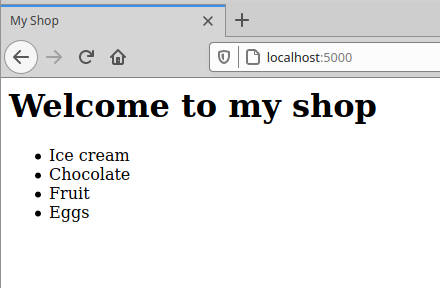 My Shop
localhost:5000
Welcome to my shop
Ice cream
Chocolate
Fruit
Eggs